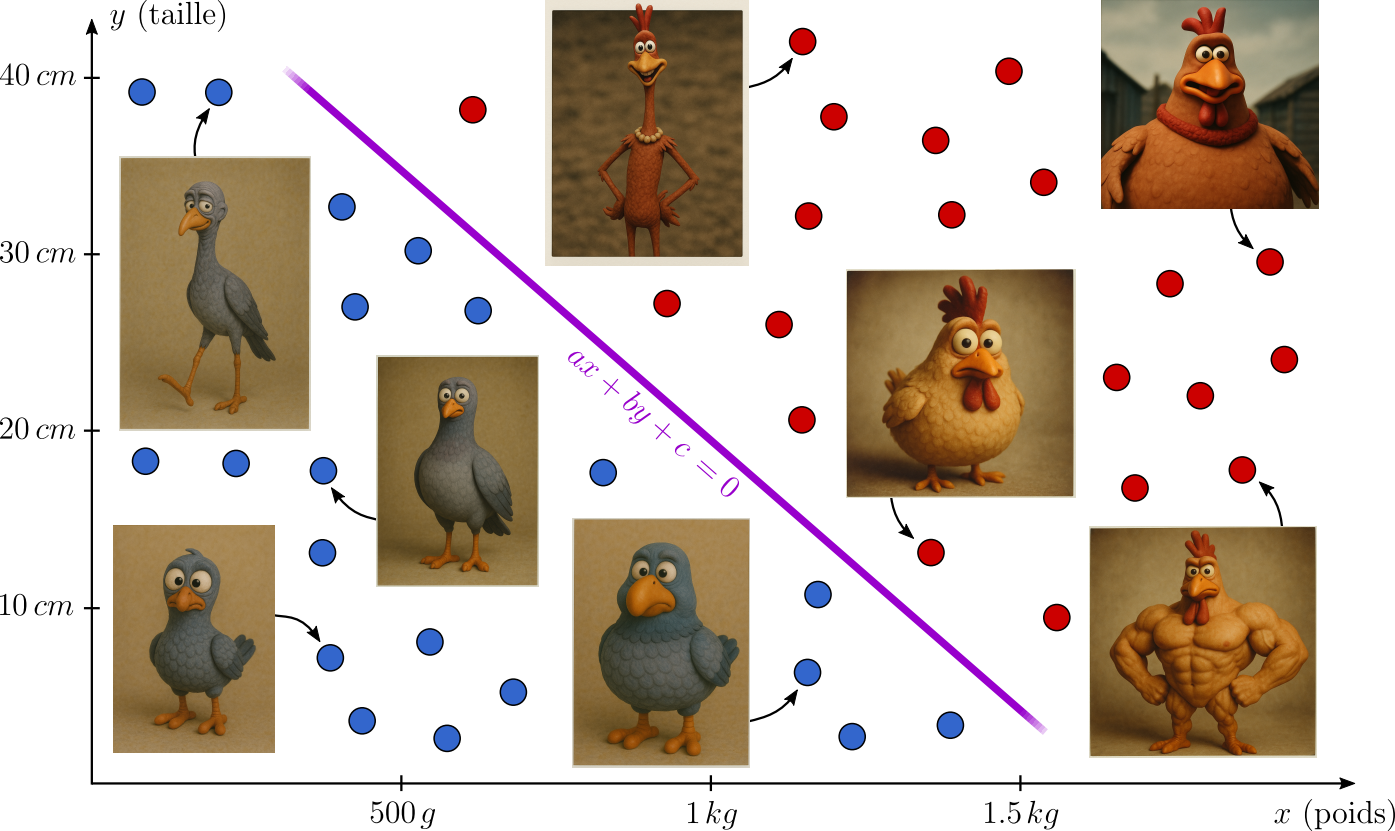 y (taille)
40 cm
30 cm
20 cm
10 cm
ax + by + c = 0
500 g
1 kg
1.5 kg
x (poids)